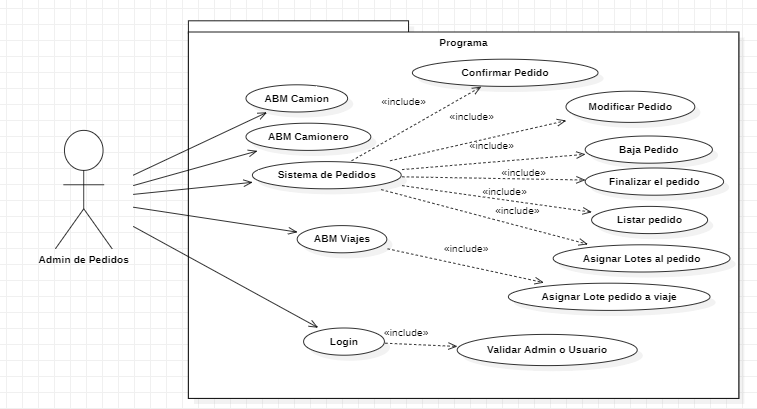 Programa
Confirmar Pedido
ABM Camion
«include»
Modificar Pedido
«include»
ABM Camionero
«include»
Baja Pedido
Sistema de Pedidos
«include»
Finalizar el pedido
«include»
Listar pedido
«include»
ABM Viajes
«include»
Asignar Lotes al pedido
Admin de Pedidos
Asignar Lote pedido a viaje
«include»
Login
Validar Admin o Usuario